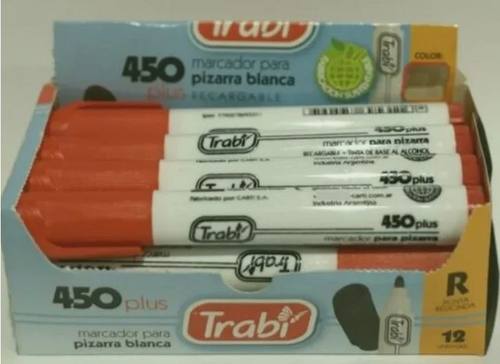 Trabi
450 plus
marcador para
pizarra blanca
RECARGABLE
COLOR:
450plus
Trabi
marcador para pizarra
RECARGABLE - TINTA DE BASE AL ALCOHOL
Industria Argentina
Trabi
450plus
Fabricado por
Industria Argentina
Trabi
450plus
marcador para pizarra
Trabi
450 plus
marcador para
pizarra blanca
Trabi
R
PUNTA
REDONDA
12
UNIDADES